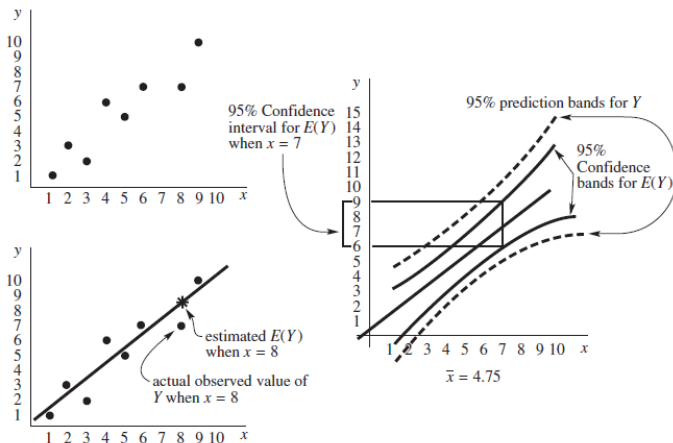 y
10
9
8
7
6
5
4
3
2
1
1 2 3 4 5 6 7 8 9 10 x
y
10
9
8
7
6
5
4
3
2
1
estimated E(Y)
when x = 8
actual observed value of
Y when x = 8
1 2 3 4 5 6 7 8 9 10 x
95% Confidence
interval for E(Y)
when x = 7
y
15
14
13
12
11
10
9
8
7
6
5
4
3
2
1
95% prediction bands for Y
95%
Confidence
bands for E(Y)
1 2 3 4 5 6 7 8 9 10 x
x̄ = 4.75